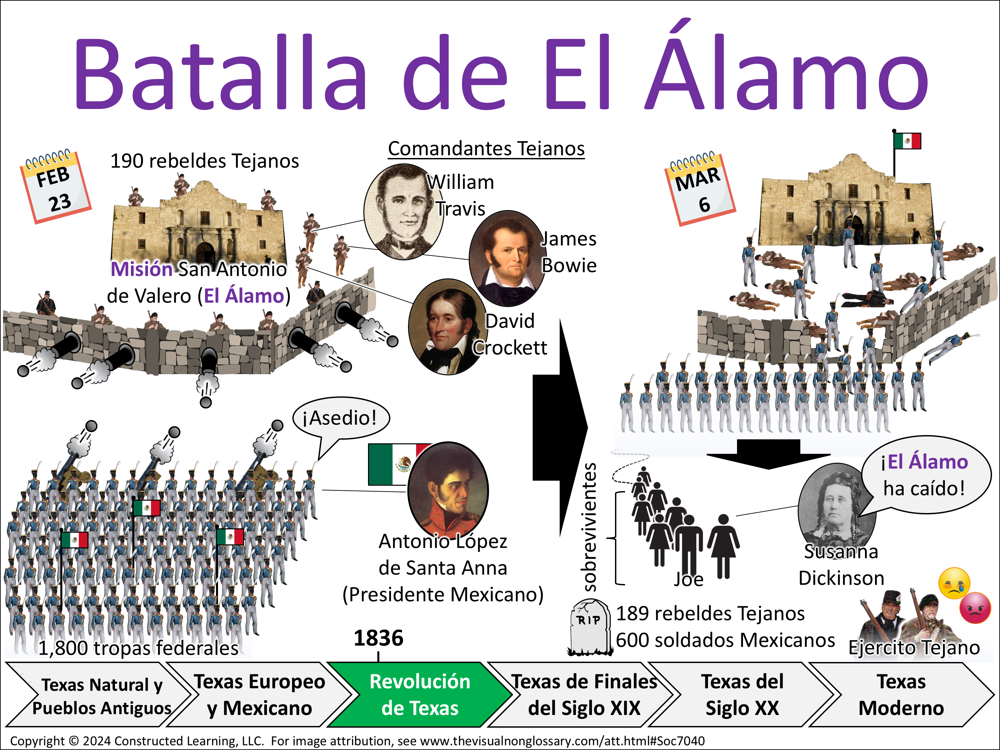 Batalla de El Álamo
FEB
23
190 rebeldes Tejanos
Misión San Antonio
de Valero (El Álamo)
Comandantes Tejanos
William
Travis
James
Bowie
David
Crockett
¡Asedio!
Antonio López
de Santa Anna
(Presidente Mexicano)
1,800 tropas federales
MAR
6
sobrevivientes
Joe
¡El Álamo
ha caído!
Susanna
Dickinson
RIP
189 rebeldes Tejanos
600 soldados Mexicanos
Ejercito Tejano
1836
Texas Natural y
Pueblos Antiguos
Texas Europeo
y Mexicano
Revolución
de Texas
Texas de Finales
del Siglo XIX
Texas del
Siglo XX
Texas
Moderno
Copyright © 2024 Constructed Learning, LLC.  For image attribution, see www.thevisualnonglossary.com/att.html#Soc7040